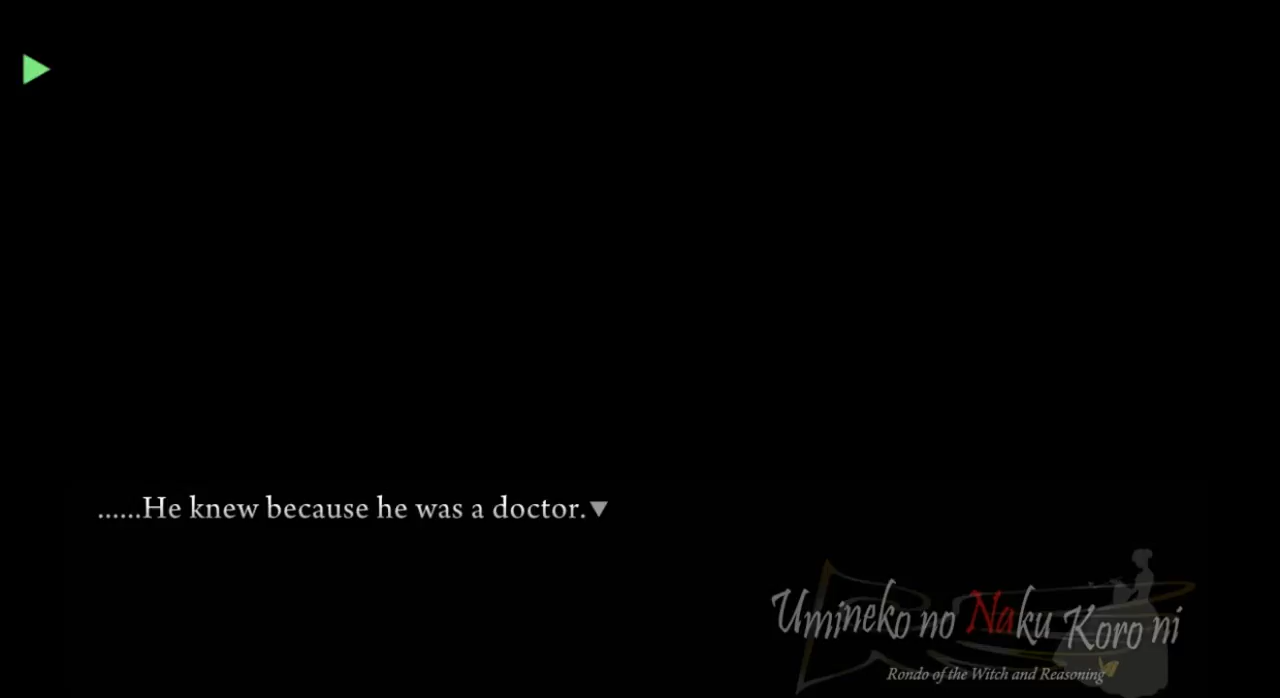 ......He knew because he was a doctor.
Umineko no Naku Koro ni
Rondo of the Witch and Reasoning